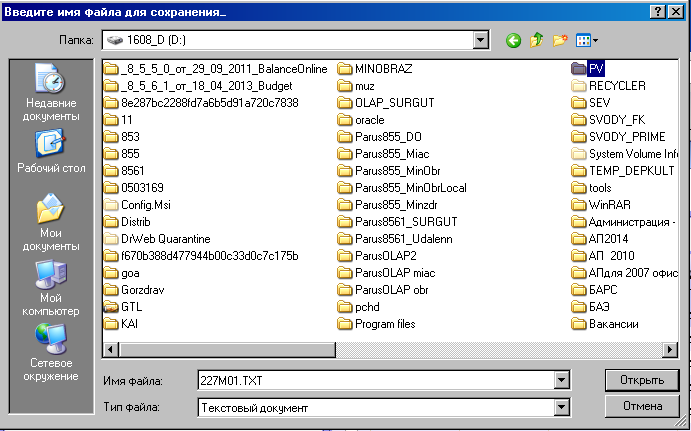 Введите имя файла для сохранения...
Папка: 1608_D (D:)
Недавние документы
Рабочий стол
Мои документы
Мой компьютер
Сетевое окружение
_8_5_5_0_от_29_09_2011_BalanceOnline
_8_5_6_1_от_18_04_2013_Budget
8e287bc2288fd7a6b5d91a720c7838
11
853
855
8561
0503169
Config.Msi
Distrib
DrWeb Quarantine
f670b388d477944b00c33d0c7c175b
goa
Gorzdrav
GTL
KAI
MINOBRAZ
muz
OLAP_SURGUT
oracle
Parus855_DO
Parus855_Miac
Parus855_MinObr
Parus855_MinObrLocal
Parus855_Minzdr
Parus8561_SURGUT
Parus8561_Udalenn
ParusOLAP2
ParusOLAP miac
ParusOLAP obr
pchd
Program files
PV
RECYCLER
SEV
SVODY_FK
SVODY_PRIME
System Volume Info
TEMP_DEPKULT
tools
WinRAR
Администрация -
АП2014
АП 2010
АПдля 2007 офис
БАРС
БАЭ
Вакансии
Имя файла: 227M01.TXT
Открыть
Тип файла: Текстовый документ
Отмена